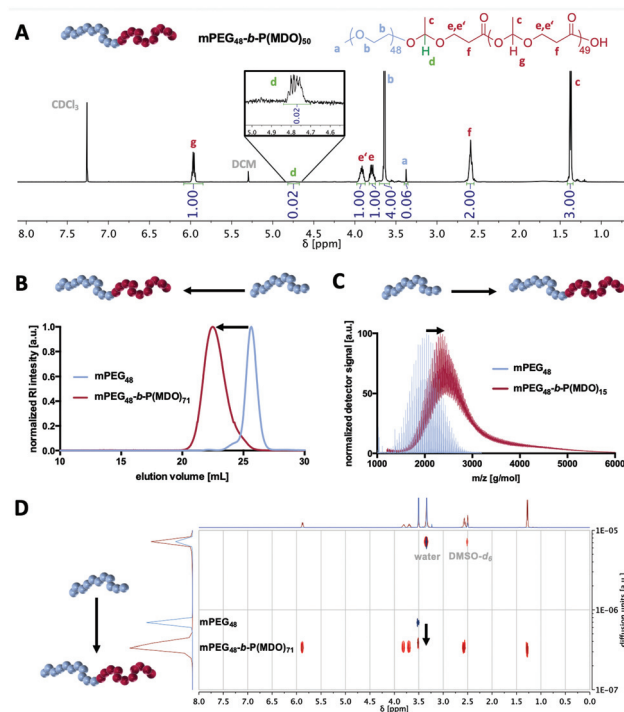 A
mPEG48-b-P(MDO)50
a
b
O
b
O
48
c
O
H
d
O
e,e'
f
O
O
c
O
H
g
O
e,e'
f
O
OH
49
CDCl3
d
0.02
5.0 4.9 4.8 4.7 4.6
g
d
DCM
e' e
b
a
f
c
1.00
0.02
1.00
1.00
4.00
0.06
2.00
3.00
8.0 7.5 7.0 6.5 6.0 5.5 5.0 4.5 4.0 3.5 3.0 2.5 2.0 1.5 1.0
δ [ppm]
B
normalized RI intesity [a.u.]
1.0
0.8
0.6
0.4
0.2
0.0
mPEG48
mPEG48-b-P(MDO)71
10 15 20 25 30
elution volume [mL]
C
normalized detector signal [a.u.]
100
50
0
mPEG48
mPEG48-b-P(MDO)15
1000 2000 3000 4000 5000 6000
m/z [g/mol]
D
water
DMSO-d6
mPEG48
mPEG48-b-P(MDO)71
1E-05
1E-06
1E-07
diffusion units [m²/s]
8.0 7.5 7.0 6.5 6.0 5.5 5.0 4.5 4.0 3.5 3.0 2.5 2.0 1.5 1.0 0.5 0.0
δ [ppm]